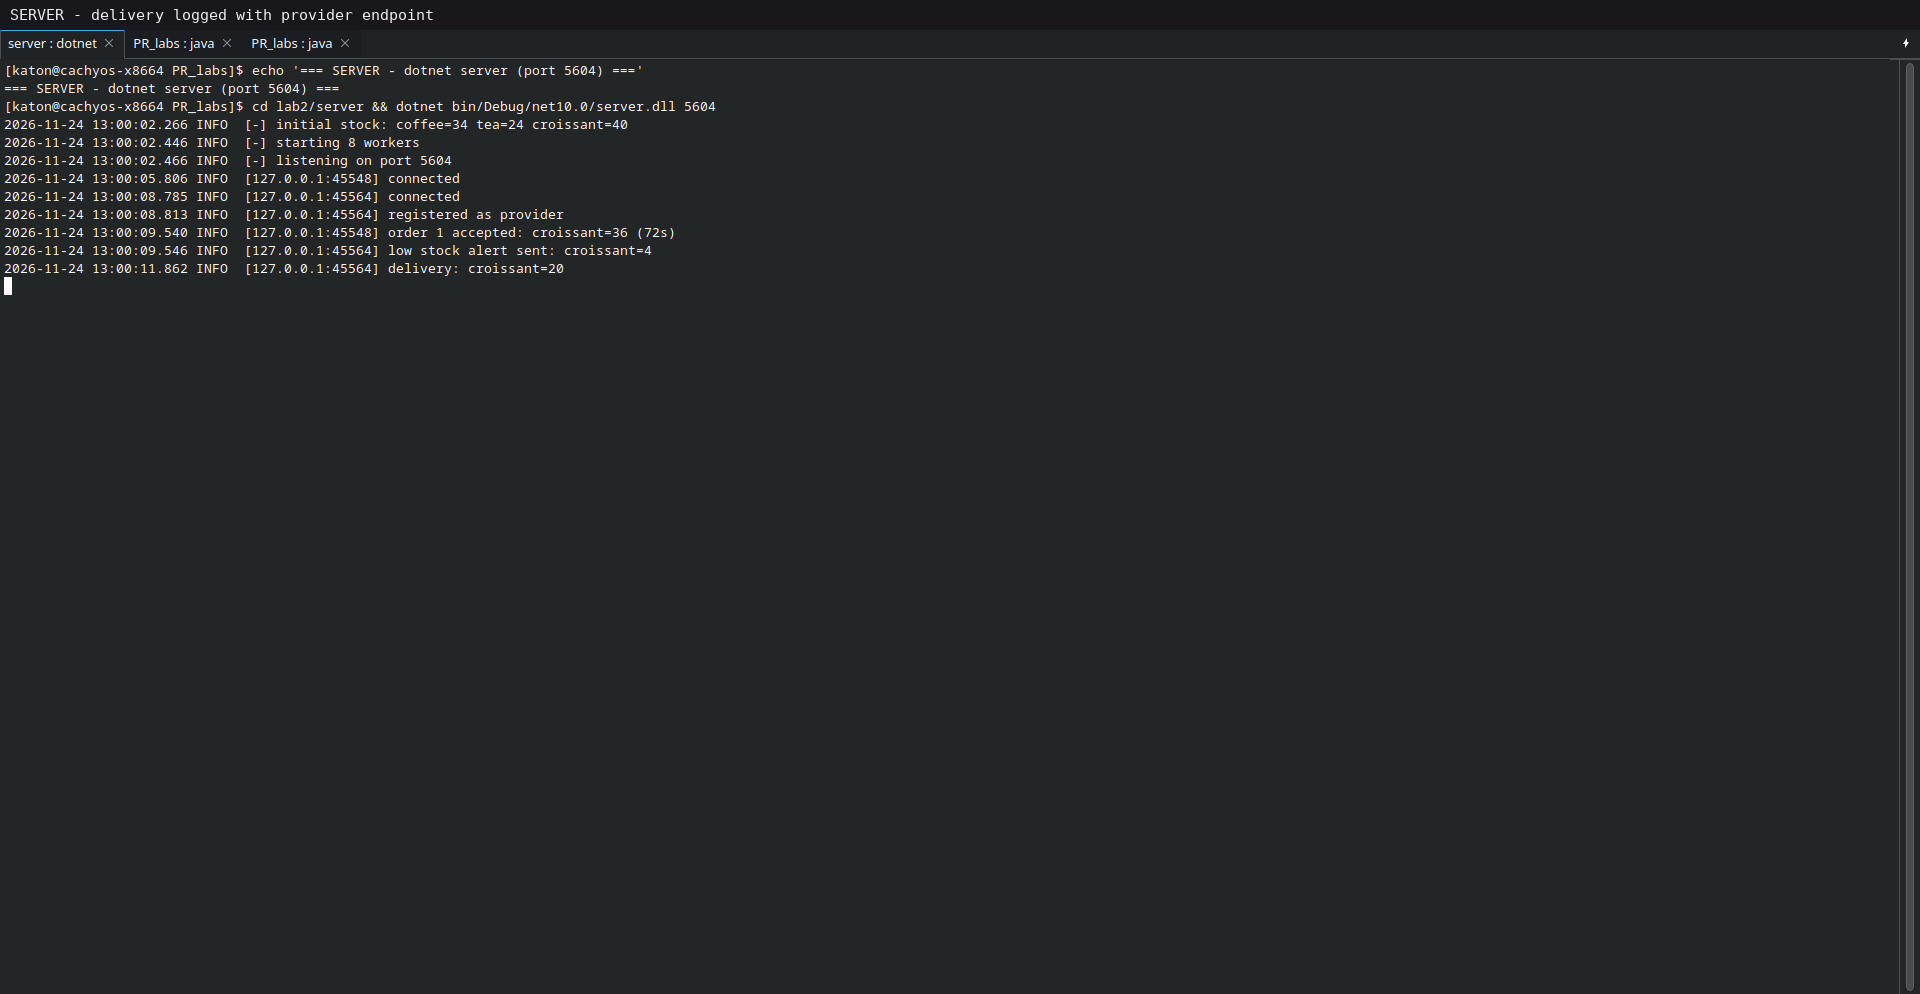 SERVER - delivery logged with provider endpoint
server : dotnet PR_labs : java PR_labs : java
[katon@cachyos-x8664 PR_labs]$ echo '=== SERVER - dotnet server (port 5604) ==='
=== SERVER - dotnet server (port 5604) ===
[katon@cachyos-x8664 PR_labs]$ cd lab2/server && dotnet bin/Debug/net10.0/server.dll 5604
2026-11-24 13:00:02.266 INFO  [-] initial stock: coffee=34 tea=24 croissant=40
2026-11-24 13:00:02.446 INFO  [-] starting 8 workers
2026-11-24 13:00:02.466 INFO  [-] listening on port 5604
2026-11-24 13:00:05.806 INFO  [127.0.0.1:45548] connected
2026-11-24 13:00:08.785 INFO  [127.0.0.1:45564] connected
2026-11-24 13:00:08.813 INFO  [127.0.0.1:45564] registered as provider
2026-11-24 13:00:09.540 INFO  [127.0.0.1:45548] order 1 accepted: croissant=36 (72s)
2026-11-24 13:00:09.546 INFO  [127.0.0.1:45564] low stock alert sent: croissant=4
2026-11-24 13:00:11.862 INFO  [127.0.0.1:45564] delivery: croissant=20